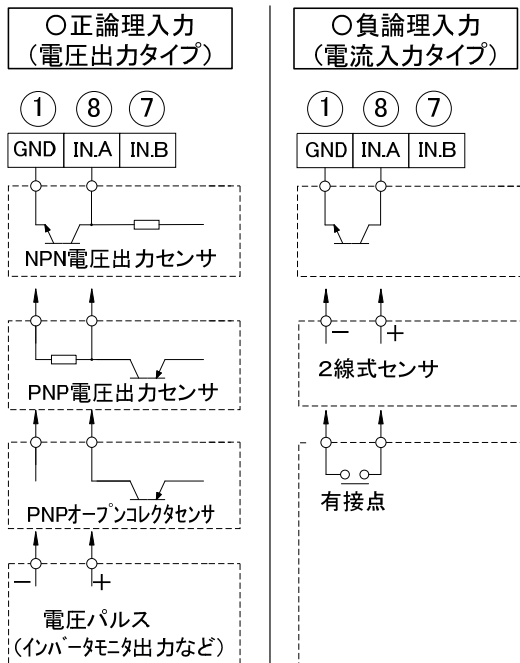 ○正論理入力
（電圧出力タイプ）
① ⑧ ⑦
GND IN.A IN.B
NPN電圧出力センサ
PNP電圧出力センサ
PNPオープンコレクタセンサ
− +
電圧パルス
（インバータモニタ出力など）
○負論理入力
（電流入力タイプ）
① ⑧ ⑦
GND IN.A IN.B
− +
2線式センサ
有接点